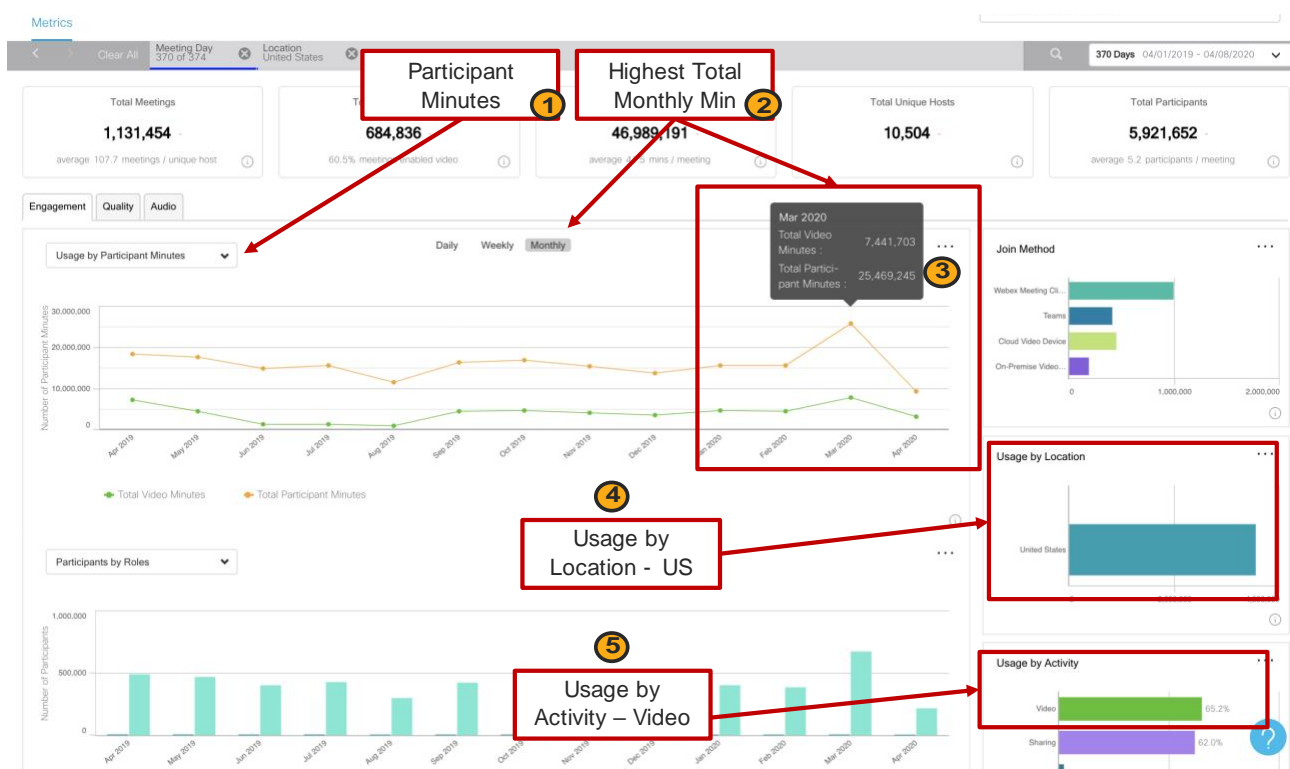 Metrics
Clear All
Meeting Day
370 of 374
Location
United States
370 Days 04/01/2019 - 04/08/2020
Participant
Minutes
1
Highest Total
Monthly Min
2
Total Meetings
1,131,454 -
average 107.7 meetings / unique host
684,836
60.5% meetings enabled video
46,989,191 -
mins / meeting
Total Unique Hosts
10,504 -
Total Participants
5,921,652 -
average 5.2 participants / meeting
Engagement Quality Audio
Usage by Participant Minutes
Daily Weekly Monthly
Mar 2020
Total Video
Minutes : 7,441,703
Total Partici-
pant Minutes : 25,469,245
3
Number of Participant Minutes
30,000,000
20,000,000
10,000,000
0
Apr 2019 May 2019 Jun 2019 Jul 2019 Aug 2019 Sep 2019 Oct 2019 Nov 2019 Dec 2019 Jan 2020 Feb 2020 Mar 2020 Apr 2020
Total Video Minutes Total Participant Minutes
Join Method
Webex Meeting Cli...
Teams
Cloud Video Device
On-Premise Video...
0 1,000,000 2,000,000
Usage by Location
United States
4
Usage by
Location - US
Participants by Roles
Number of Participants
1,000,000
500,000
0
Apr 2019 May 2019 Jun 2019 Jul 2019 Aug 2019 Sep 2019 Oct 2019 Nov 2019 Dec 2019 Jan 2020 Feb 2020 Mar 2020 Apr 2020
5
Usage by
Activity – Video
Usage by Activity
Video 65.2%
Sharing 62.0%
?